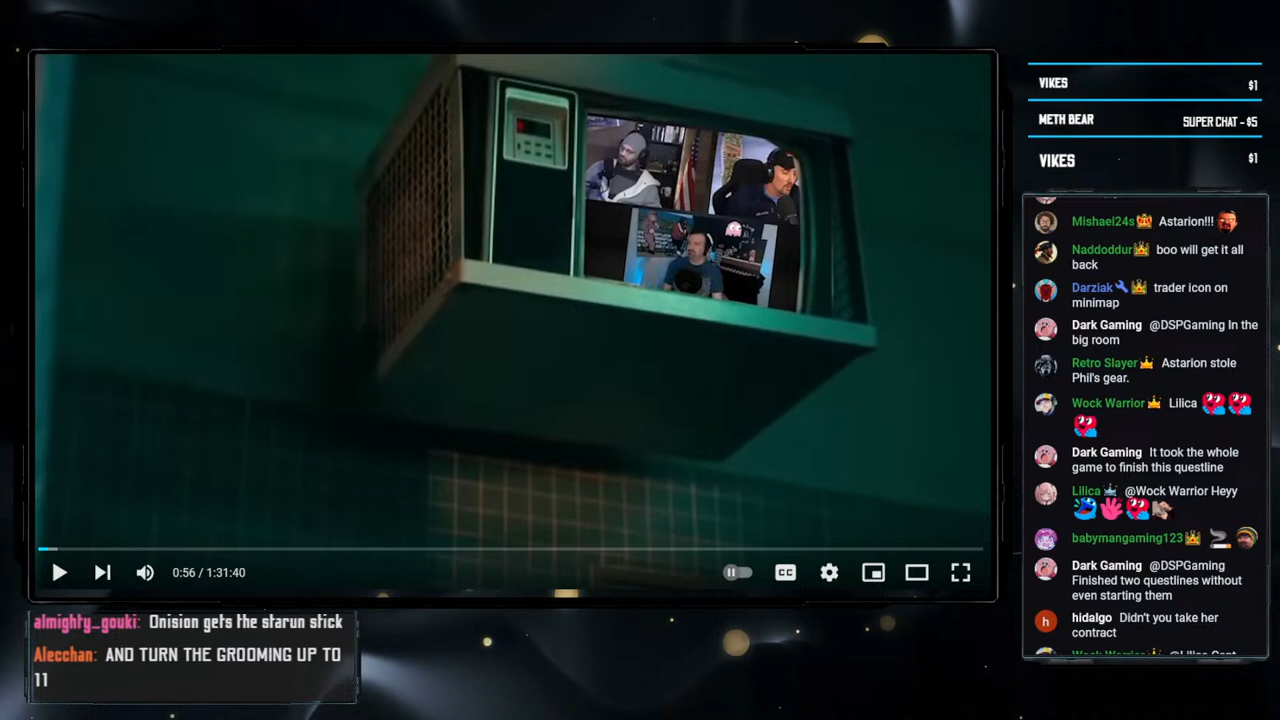 VIKES $1
METH BEAR SUPER CHAT - $5
VIKES $1
Mishael24s Astarion!!!
Naddoddur boo will get it all
back
Darziak trader icon on
minimap
Dark Gaming @DSPGaming In the
big room
Retro Slayer Astarion stole
Phil's gear.
Wock Warrior Lilica
Dark Gaming It took the whole
game to finish this questline
Lilica @Wock Warrior Heyy
babymangaming123
Dark Gaming @DSPGaming
Finished two questlines without
even starting them
h hidalgo Didn't you take her
contract
0:56 / 1:31:40
CC
almighty_gouki: Onision gets the starun stick
Alecchan: AND TURN THE GROOMING UP TO
11